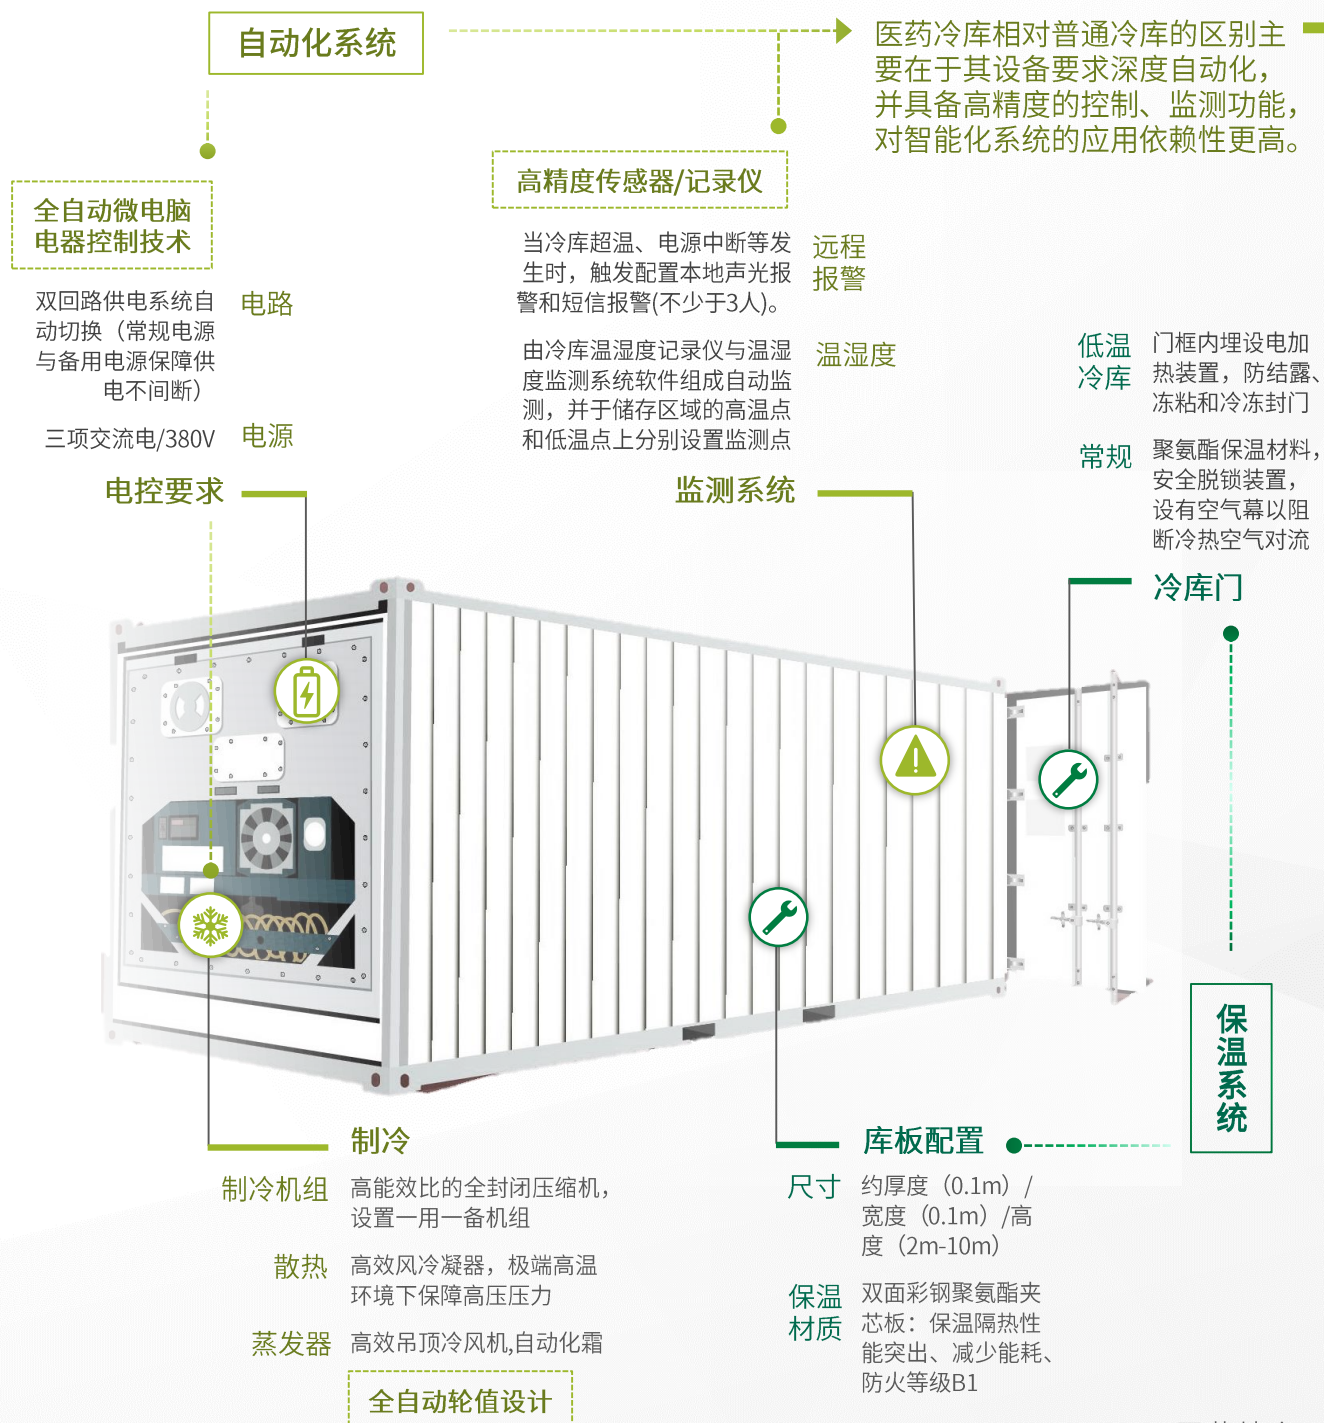 自动化系统
医药冷库相对普通冷库的区别主
要在于其设备要求深度自动化，
并具备高精度的控制、监测功能，
对智能化系统的应用依赖性更高。
全自动微电脑
电器控制技术
双回路供电系统自
动切换（常规电源
与备用电源保障供
电不间断）
电路
三项交流电/380V
电源
电控要求
高精度传感器/记录仪
当冷库超温、电源中断等发
生时，触发配置本地声光报
警和短信报警(不少于3人)。
远程
报警
由冷库温湿度记录仪与温湿
度监测系统软件组成自动监
测，并于储存区域的高温点
和低温点上分别设置监测点
温湿度
监测系统
低温
冷库
门框内埋设电加
热装置，防结露、
冻粘和冷冻封门
常规
聚氨酯保温材料，
安全脱锁装置，
设有空气幕以阻
断冷热空气对流
冷库门
保温系统
制冷
制冷机组
高能效比的全封闭压缩机，
设置一用一备机组
散热
高效风冷凝器，极端高温
环境下保障高压压力
蒸发器
高效吊顶冷风机,自动化霜
全自动轮值设计
库板配置
尺寸
约厚度（0.1m）/
宽度（0.1m）/高
度（2m-10m）
保温
材质
双面彩钢聚氨酯夹
芯板：保温隔热性
能突出、减少能耗、
防火等级B1